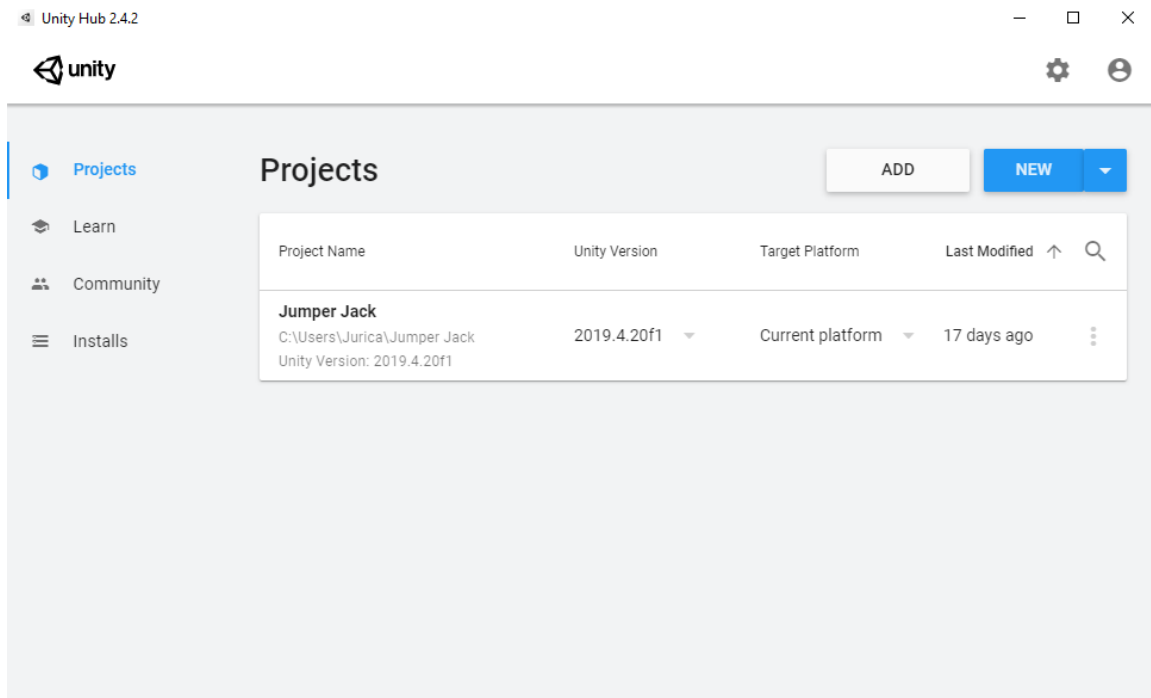 Unity Hub 2.4.2
unity
Projects
Learn
Community
Installs
Projects
ADD
NEW
Project Name
Unity Version
Target Platform
Last Modified
Jumper Jack
C:\Users\Jurica\Jumper Jack
Unity Version: 2019.4.20f1
2019.4.20f1
Current platform
17 days ago